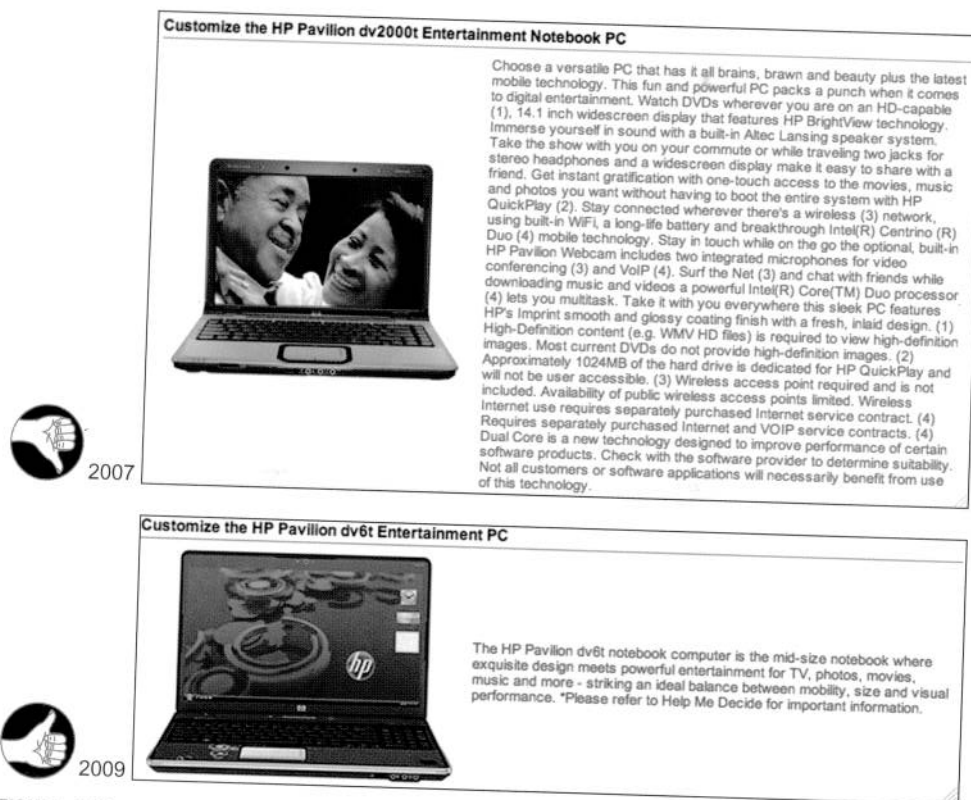 Customize the HP Pavilion dv2000t Entertainment Notebook PC
Choose a versatile PC that has it all brains, brawn and beauty plus the latest
mobile technology. This fun and powerful PC packs a punch when it comes
to digital entertainment. Watch DVDs wherever you are on an HD-capable
(1), 14.1 inch widescreen display that features HP BrightView technology.
Immerse yourself in sound with a built-in Altec Lansing speaker system.
Take the show with you on your commute or while traveling two jacks for
stereo headphones and a widescreen display make it easy to share with a
friend. Get instant gratification with one-touch access to the movies, music
and photos you want without having to boot the entire system with HP
QuickPlay (2). Stay connected wherever there's a wireless (3) network,
using built-in WiFi, a long-life battery and breakthrough Intel(R) Centrino (R)
Duo (4) mobile technology. Stay in touch while on the go the optional, built-in
HP Pavilion Webcam includes two integrated microphones for video
conferencing (3) and VoIP (4). Surf the Net (3) and chat with friends while
downloading music and videos a powerful Intel(R) Core(TM) Duo processor
(4) lets you multitask. Take it with you everywhere this sleek PC features
HP's Imprint smooth and glossy coating finish with a fresh, inlaid design. (1)
High-Definition content (e.g. WMV HD files) is required to view high-definition
images. Most current DVDs do not provide high-definition images. (2)
Approximately 1024MB of the hard drive is dedicated for HP QuickPlay and
will not be user accessible. (3) Wireless access point required and is not
included. Availability of public wireless access points limited. Wireless
Internet use requires separately purchased Internet service contract. (4)
Requires separately purchased Internet and VOIP service contracts. (4)
Dual Core is a new technology designed to improve performance of certain
software products. Check with the software provider to determine suitability.
Not all customers or software applications will necessarily benefit from use
of this technology.
2007
Customize the HP Pavilion dv6t Entertainment PC
hp
The HP Pavilion dv6t notebook computer is the mid-size notebook where
exquisite design meets powerful entertainment for TV, photos, movies,
music and more - striking an ideal balance between mobility, size and visual
performance. *Please refer to Help Me Decide for important information.
2009